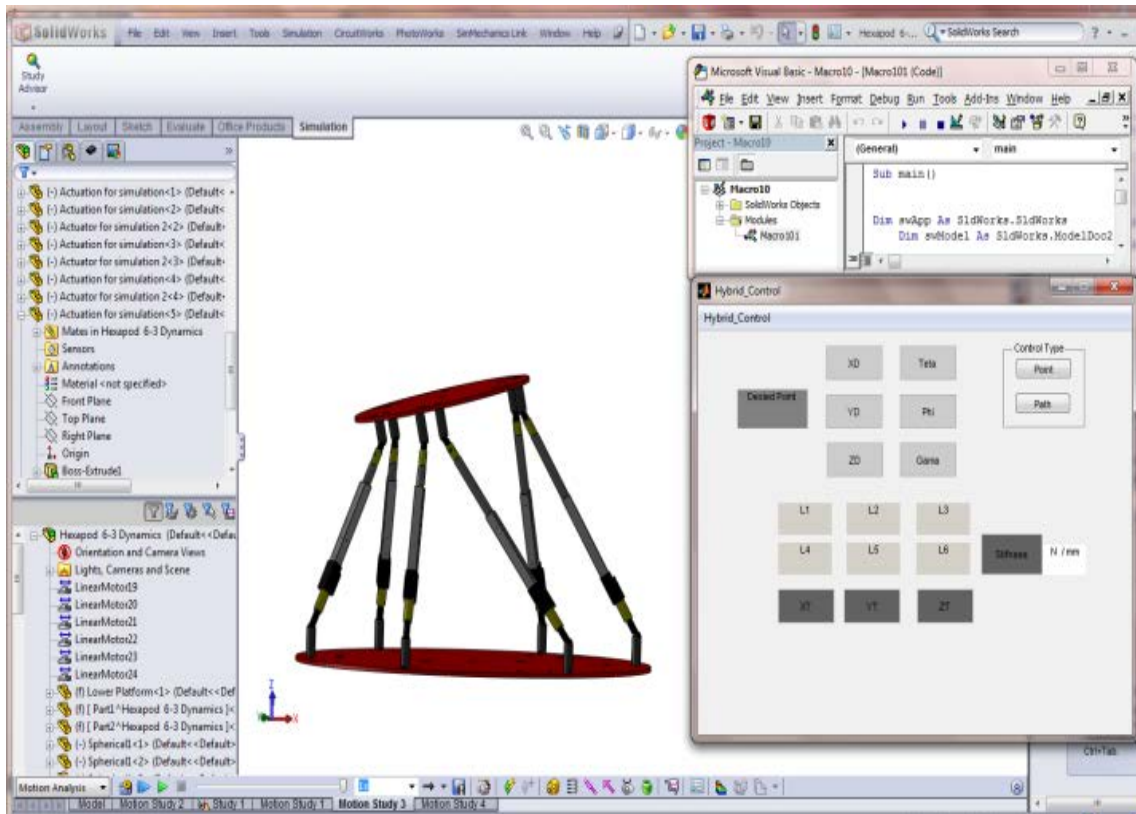 SolidWorks File Edit View Insert Tools Simulation CircuitWorks PhotoWorks SimMechanics Link Window Help Hexapod 6-... SolidWorks Search
Study
Advisor
Assembly Layout Sketch Evaluate Office Products Simulation
(-) Actuation for simulation<1> (Default<
(-) Actuation for simulation<2> (Default<
(-) Actuator for simulation 2<2> (Default<
(-) Actuation for simulation<3> (Default<
(-) Actuator for simulation 2<3> (Default<
(-) Actuation for simulation<4> (Default<
(-) Actuator for simulation 2<4> (Default<
(-) Actuation for simulation<5> (Default<
Mates in Hexapod 6-3 Dynamics
Sensors
Annotations
Material <not specified>
Front Plane
Top Plane
Right Plane
Origin
Boss-Extrude1
Hexapod 6-3 Dynamics (Default<<Defau
Orientation and Camera Views
Lights, Cameras and Scene
LinearMotor19
LinearMotor20
LinearMotor21
LinearMotor22
LinearMotor23
LinearMotor24
(f) Lower Platform<1> (Default<<Def
(f) [ Part1^Hexapod 6-3 Dynamics ]<
(f) [ Part2^Hexapod 6-3 Dynamics ]<
(-) Spherical1<1> (Default<<Default>
(-) Spherical1<2> (Default<<Default>
Z
X
Microsoft Visual Basic - Macro10 - [Macro101 (Code)]
File Edit View Insert Format Debug Run Tools Add-Ins Window Help
Project - Macro10
Macro10
SolidWorks Objects
Modules
Macro101
(General) main
Sub main()
Dim swApp As SldWorks.SldWorks
Dim swModel As SldWorks.ModelDoc2
Hybrid_Control
Hybrid_Control
Desied Point
XD Teta
YD Phi
ZD Gama
Control Type
Point
Path
L1 L2 L3
L4 L5 L6
Stifness N /mm
XT YT ZT
Ctrl+Tab
Motion Analysis
Model Motion Study 2 Study 1 Motion Study 1 Motion Study 3 Motion Study 4